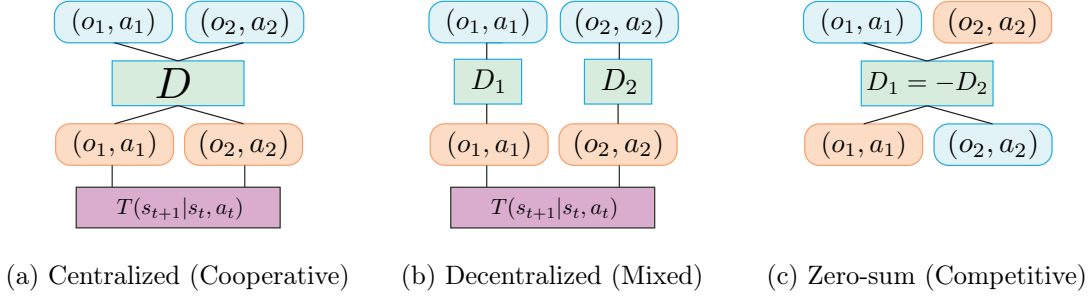 (o₁, a₁) (o₂, a₂) (o₁, a₁) (o₂, a₂) (o₁, a₁) (o₂, a₂)
D D₁ D₂ D₁ = −D₂
(o₁, a₁) (o₂, a₂) (o₁, a₁) (o₂, a₂) (o₁, a₁) (o₂, a₂)
T(sₜ₊₁|sₜ, aₜ) T(sₜ₊₁|sₜ, aₜ)
(a) Centralized (Cooperative) (b) Decentralized (Mixed) (c) Zero-sum (Competitive)